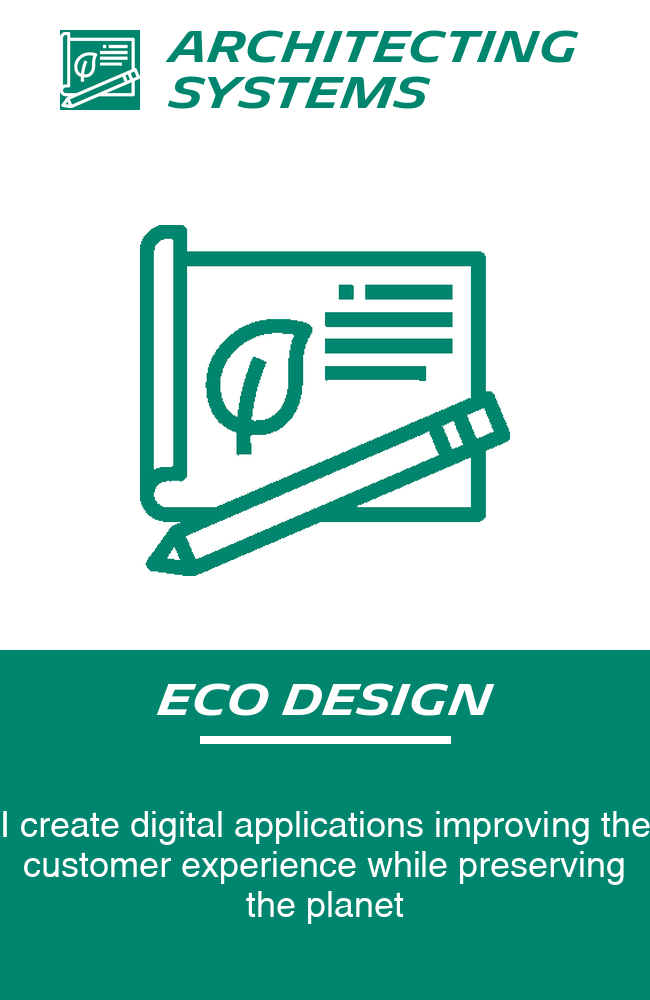 ARCHITECTING
SYSTEMS
ECO DESIGN
I create digital applications improving the
customer experience while preserving
the planet